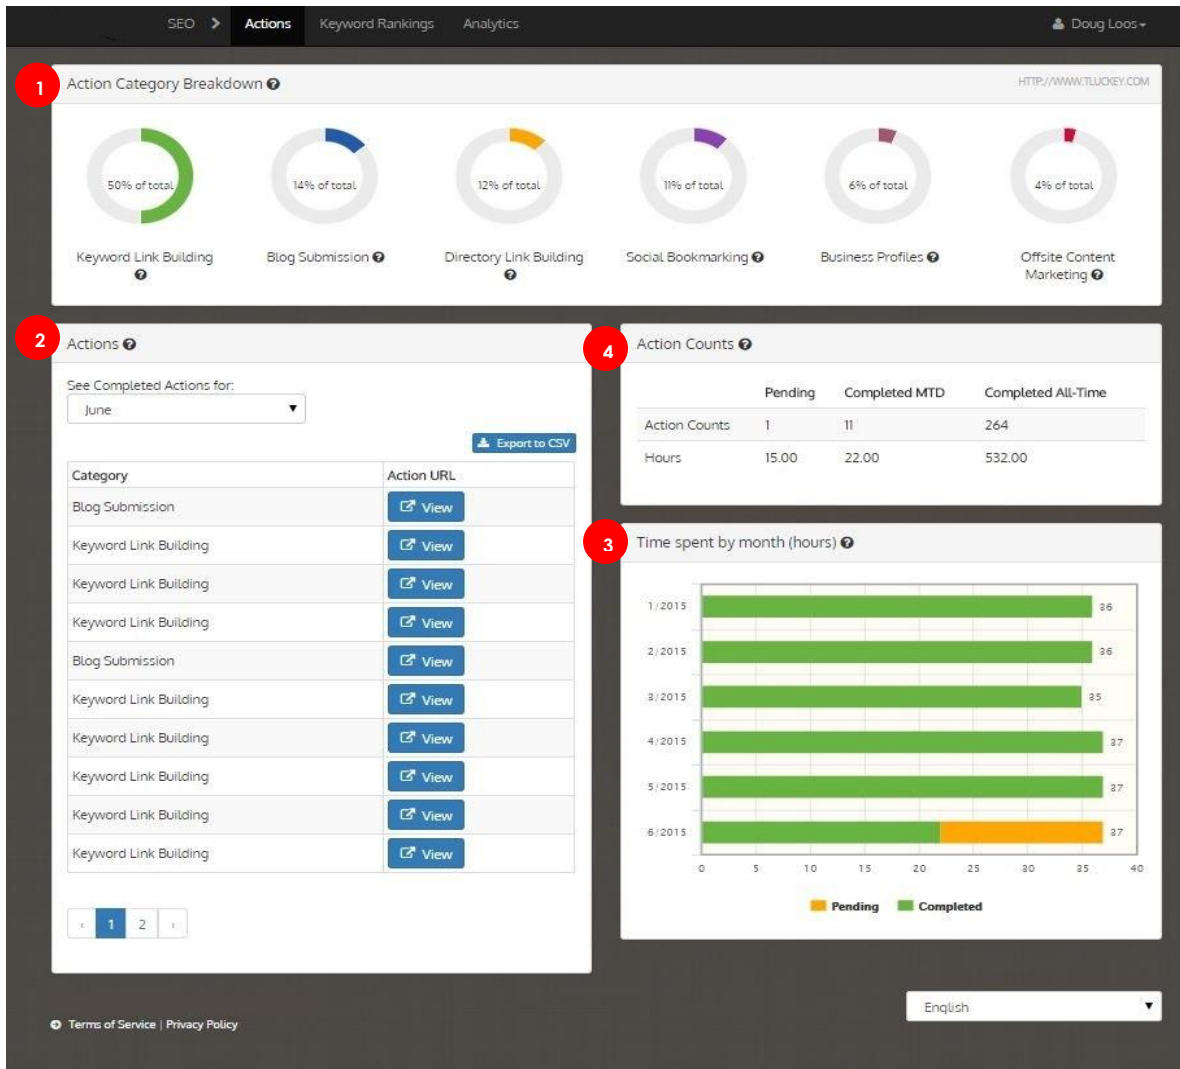 SEO Actions Keyword Rankings Analytics Doug Loos
1 Action Category Breakdown HTTP://WWW.TLUCKEY.COM
50% of total 14% of total 12% of total 11% of total 6% of total 4% of total
Keyword Link Building Blog Submission Directory Link Building Social Bookmarking Business Profiles Offsite Content
Marketing
2 Actions
See Completed Actions for:
June
Export to CSV
Category Action URL
Blog Submission View
Keyword Link Building View
Keyword Link Building View
Keyword Link Building View
Blog Submission View
Keyword Link Building View
Keyword Link Building View
Keyword Link Building View
Keyword Link Building View
Keyword Link Building View
‹ 1 2 ›
4 Action Counts
Pending Completed MTD Completed All-Time
Action Counts 1 11 264
Hours 15.00 22.00 532.00
3 Time spent by month (hours)
1/2015 36
2/2015 36
3/2015 35
4/2015 37
5/2015 37
6/2015 37
0 5 10 15 20 25 30 35 40
Pending Completed
English
Terms of Service | Privacy Policy